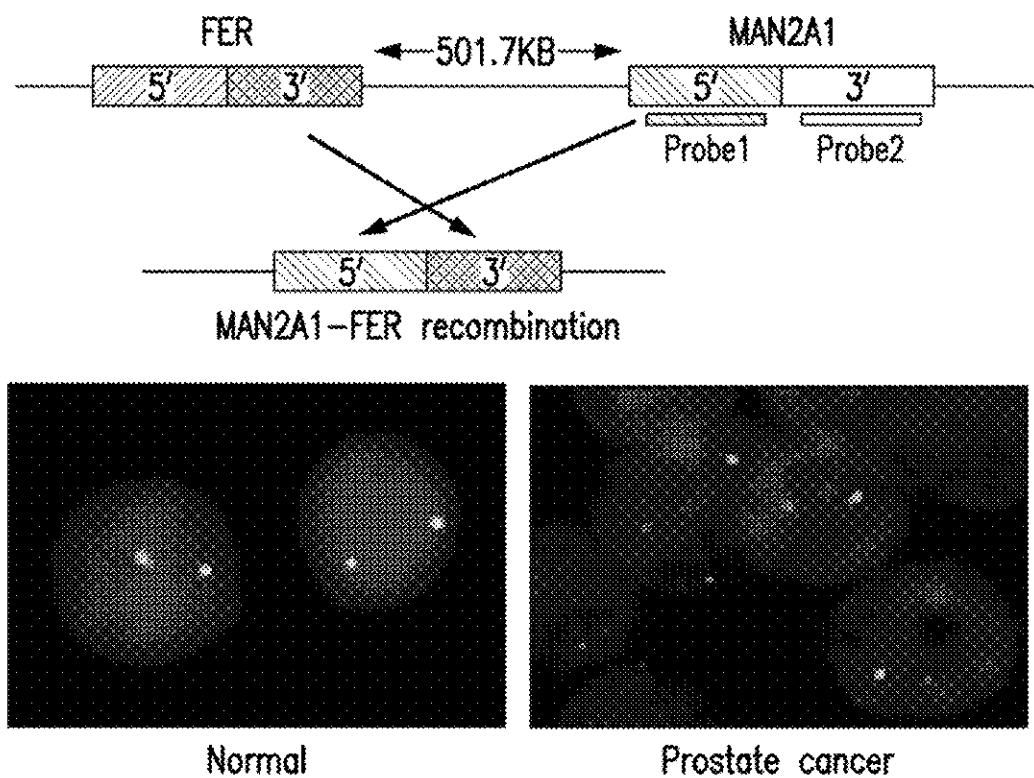 FER
501.7KB
MAN2A1
5′ 3′
5′ 3′
Probe1
Probe2
5′ 3′
MAN2A1-FER recombination
Normal
Prostate cancer